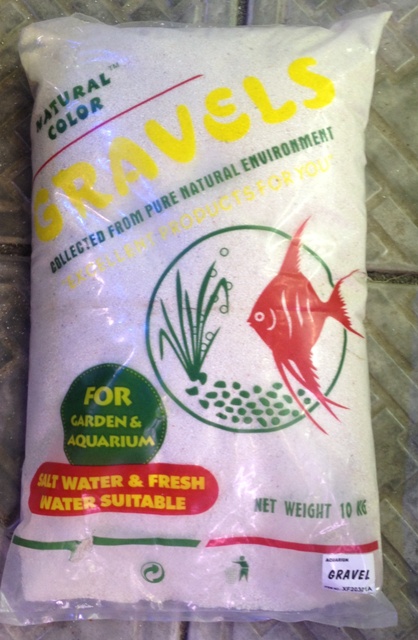 NATURAL™
COLOR
GRAVELS
COLLECTED FROM PURE NATURAL ENVIRONMENT
EXCELLENT PRODUCTS FOR YOU
FOR
GARDEN &
AQUARIUM
SALT WATER & FRESH
WATER SUITABLE
NET WEIGHT 10 KG
AQUARIUM
GRAVEL